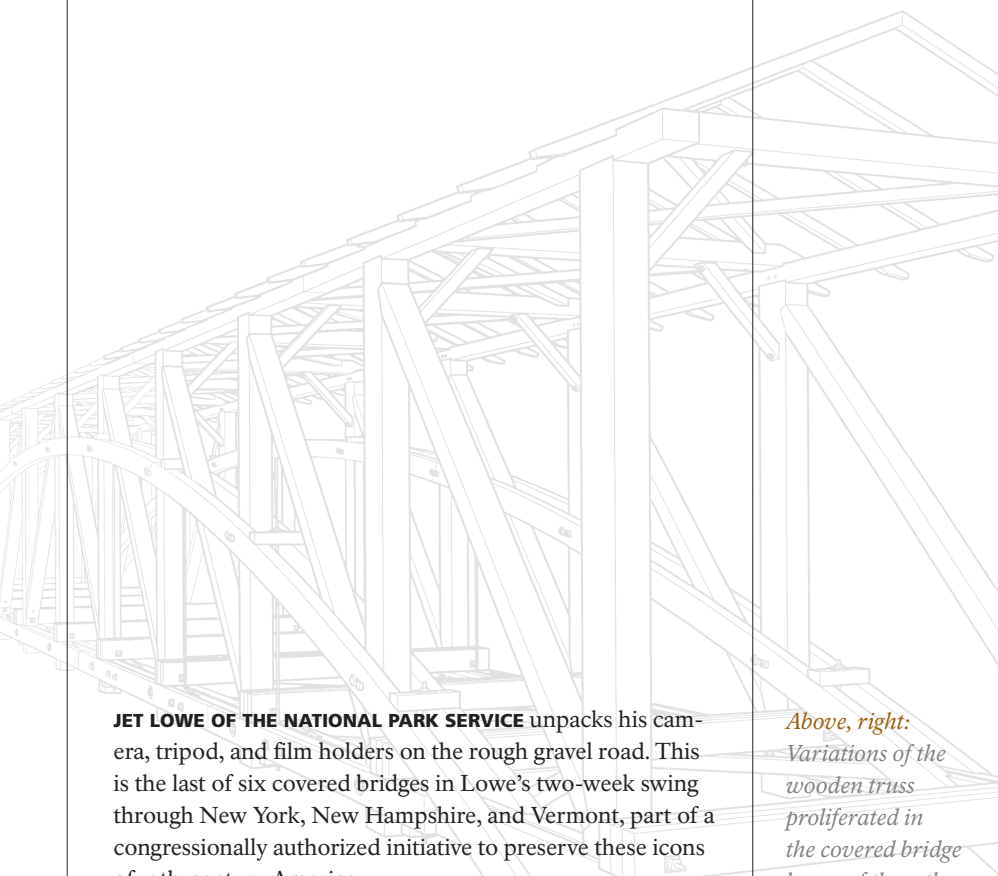 JET LOWE OF THE NATIONAL PARK SERVICE unpacks his cam-
era, tripod, and film holders on the rough gravel road. This
is the last of six covered bridges in Lowe’s two-week swing
through New York, New Hampshire, and Vermont, part of a
congressionally authorized initiative to preserve these icons
Above, right:
Variations of the
wooden truss
proliferated in
the covered bridge